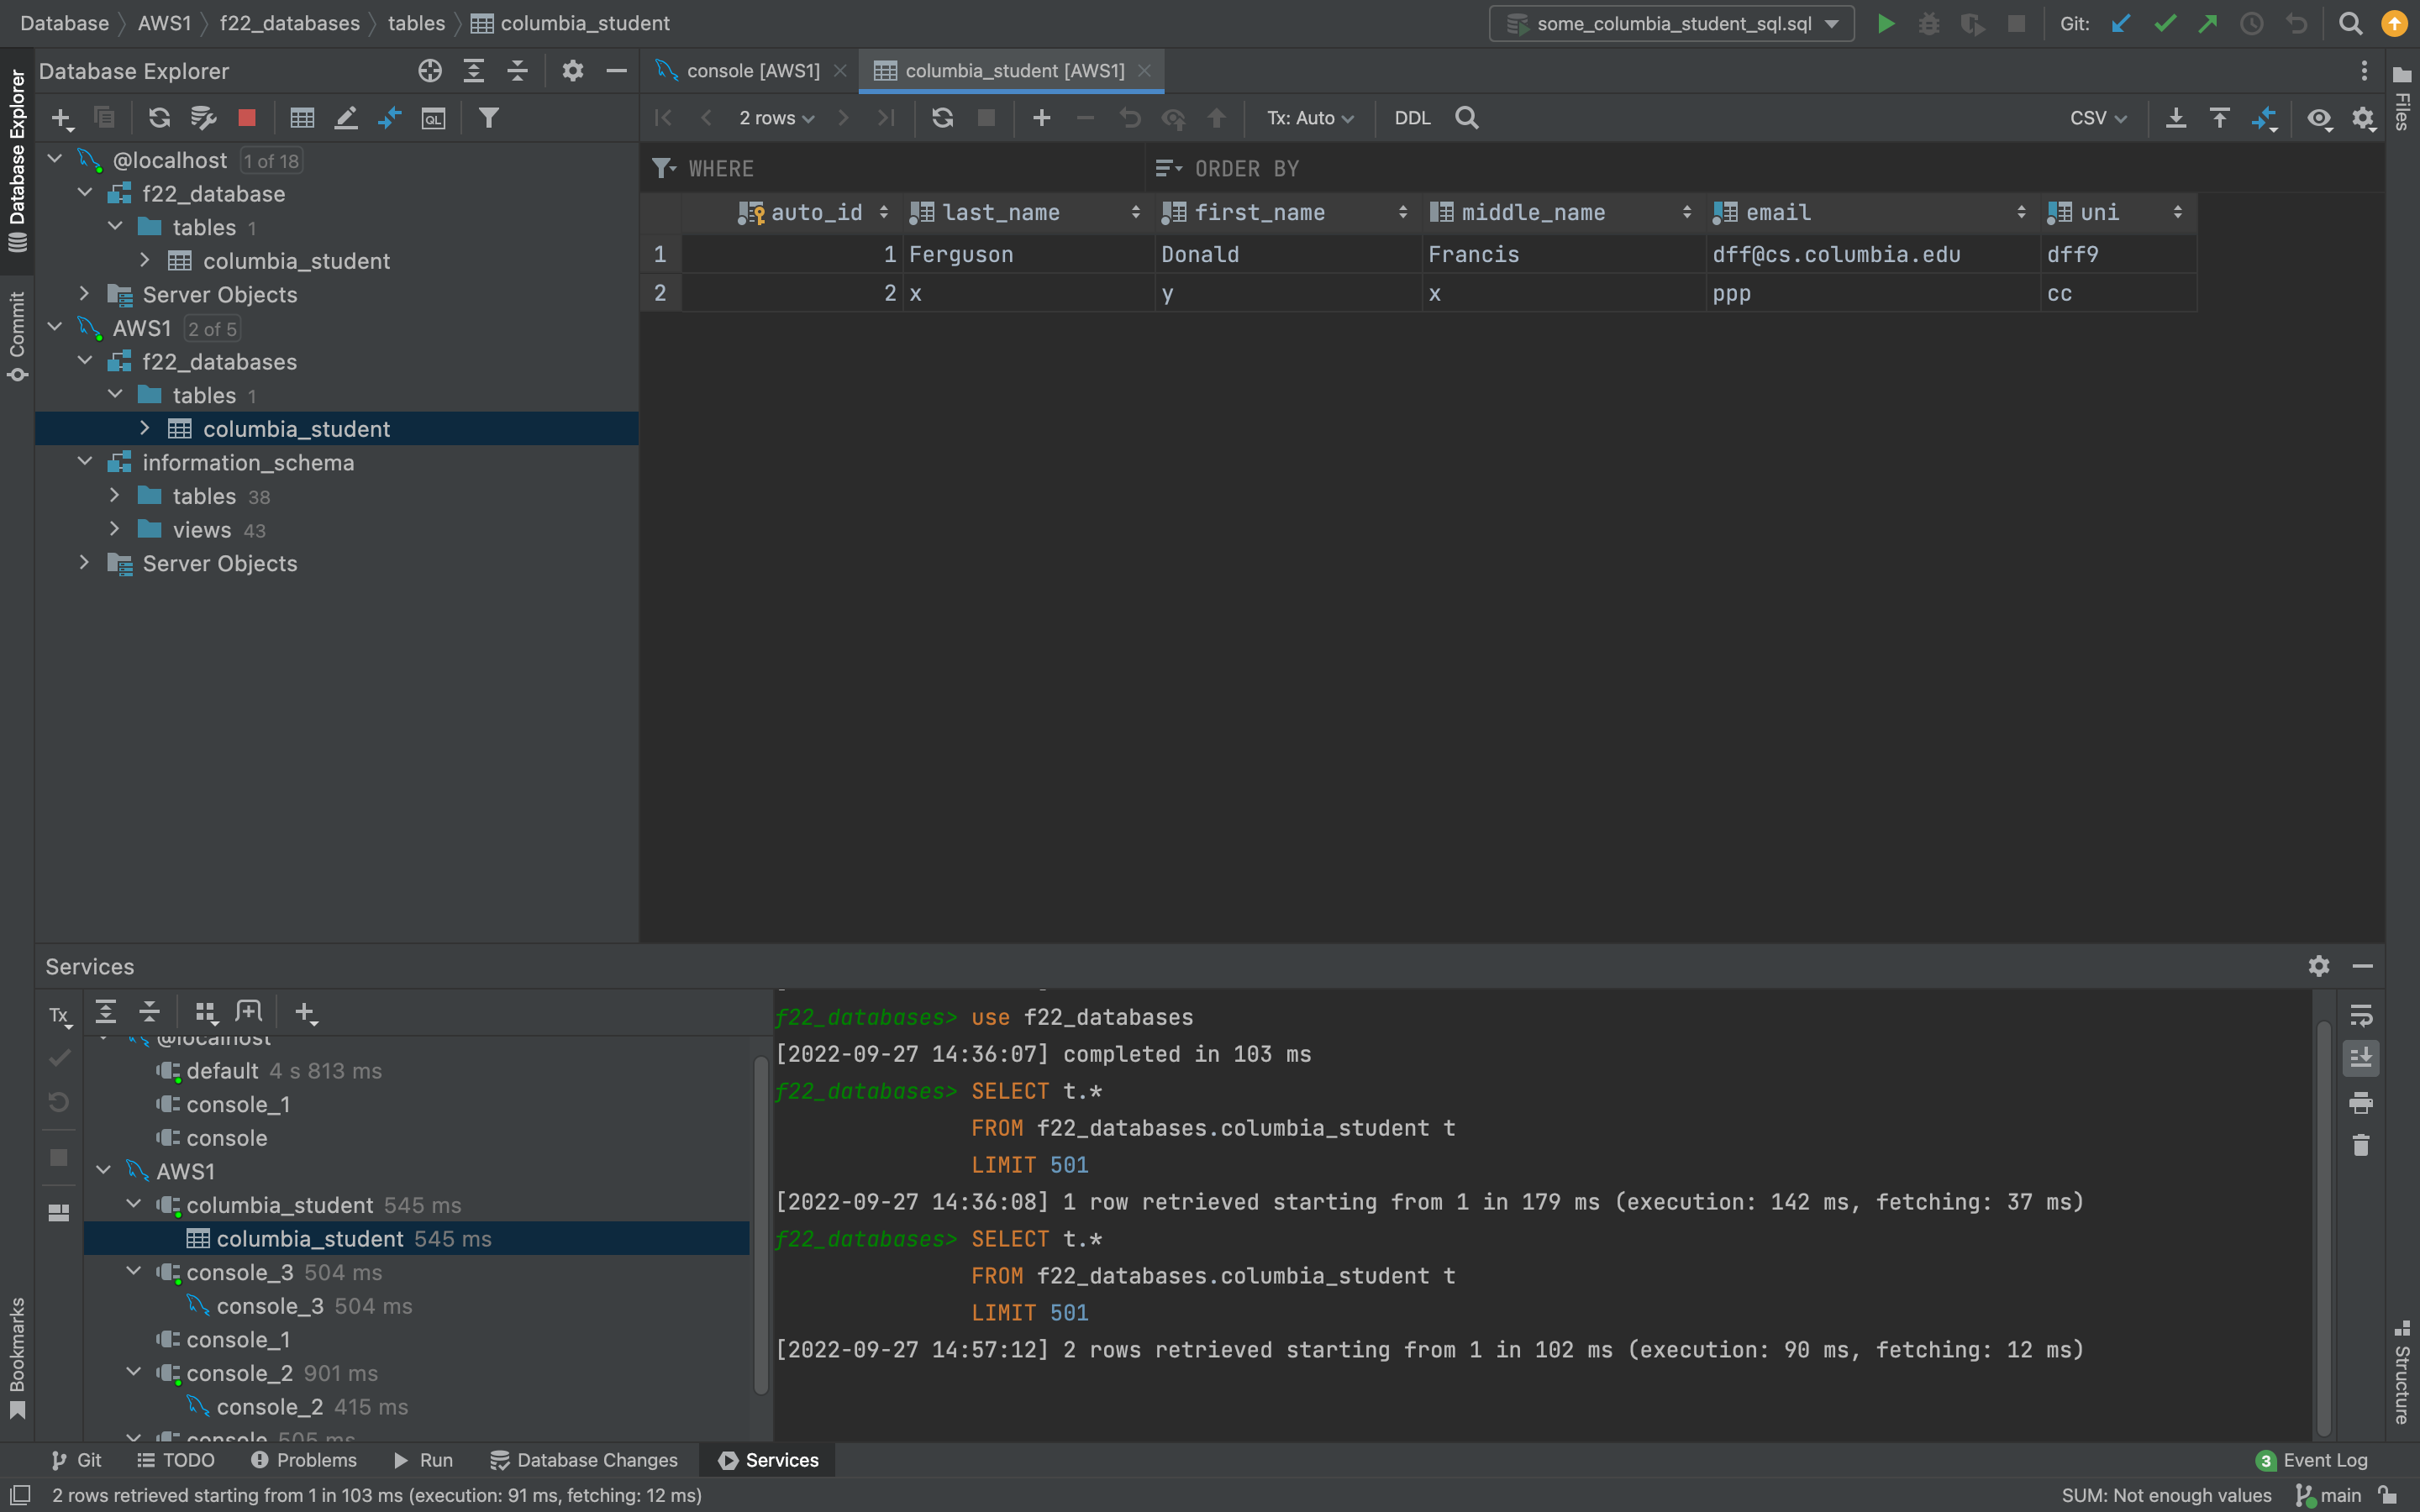 Database AWS1 f22_databases tables columbia_student
some_columbia_student_sql.sql Git:
Database Explorer
console [AWS1] columbia_student [AWS1]
2 rows Tx: Auto DDL CSV
WHERE ORDER BY
@localhost 1 of 18
f22_database
tables 1
columbia_student
Server Objects
AWS1 2 of 5
f22_databases
tables 1
columbia_student
information_schema
tables 38
views 43
Server Objects
auto_id last_name first_name middle_name email uni
1 1 Ferguson Donald Francis dff@cs.columbia.edu dff9
2 2 x y x ppp cc
Database Explorer
Commit
Bookmarks
Files
Structure
Services
Tx
@localhost
default 4 s 813 ms
console_1
console
AWS1
columbia_student 545 ms
columbia_student 545 ms
console_3 504 ms
console_3 504 ms
console_1
console_2 901 ms
console_2 415 ms
console 505 ms
f22_databases> use f22_databases
[2022-09-27 14:36:07] completed in 103 ms
f22_databases> SELECT t.*
FROM f22_databases.columbia_student t
LIMIT 501
[2022-09-27 14:36:08] 1 row retrieved starting from 1 in 179 ms (execution: 142 ms, fetching: 37 ms)
f22_databases> SELECT t.*
FROM f22_databases.columbia_student t
LIMIT 501
[2022-09-27 14:57:12] 2 rows retrieved starting from 1 in 102 ms (execution: 90 ms, fetching: 12 ms)
Git TODO Problems Run Database Changes Services 3 Event Log
2 rows retrieved starting from 1 in 103 ms (execution: 91 ms, fetching: 12 ms) SUM: Not enough values main